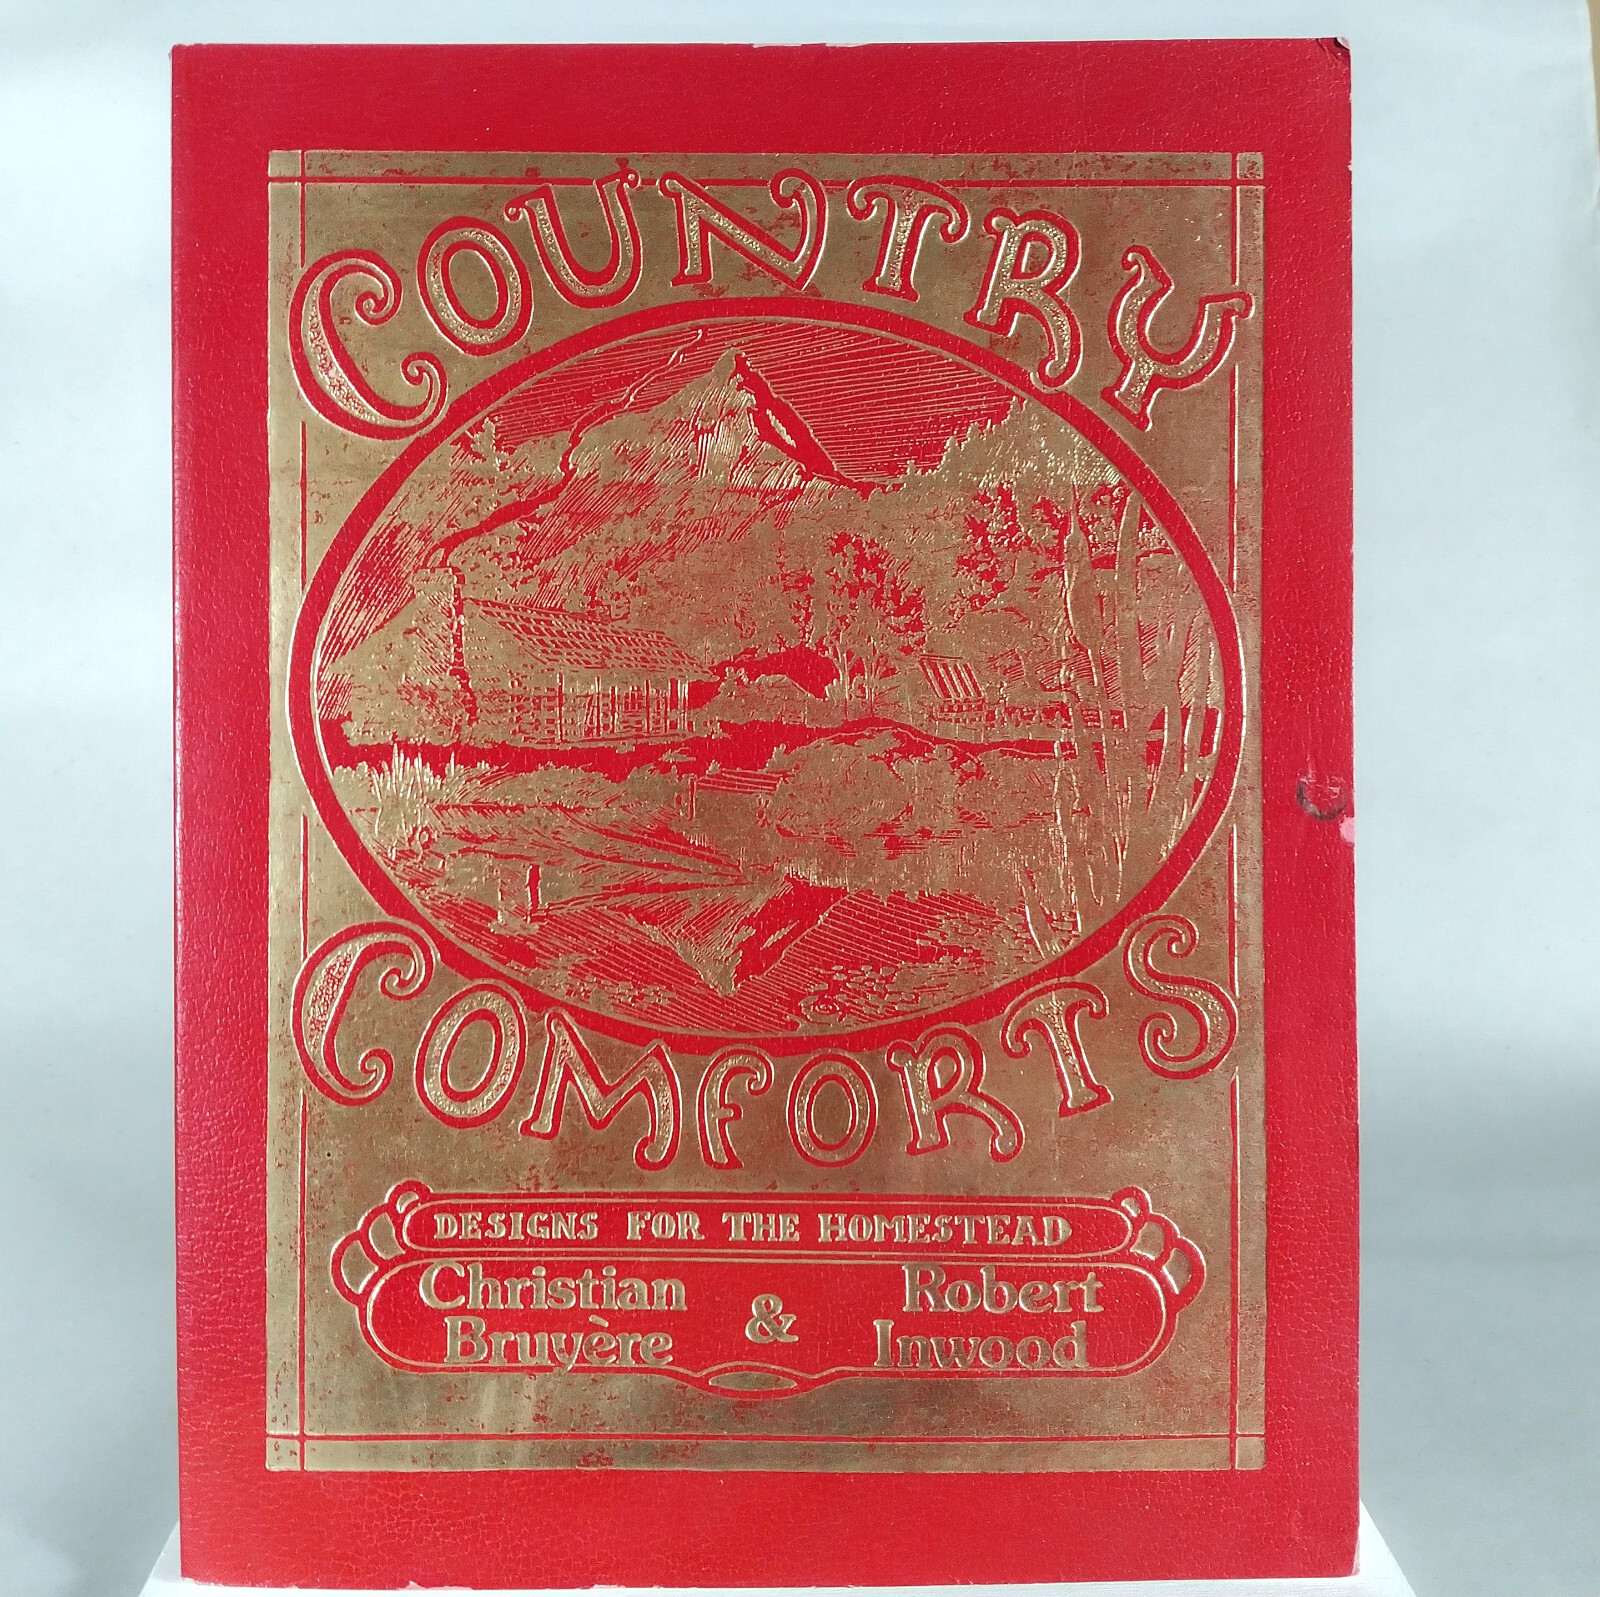 COUNTRY
COMFORTS
DESIGNS FOR THE HOMESTEAD
Christian Bruyère & Robert Inwood